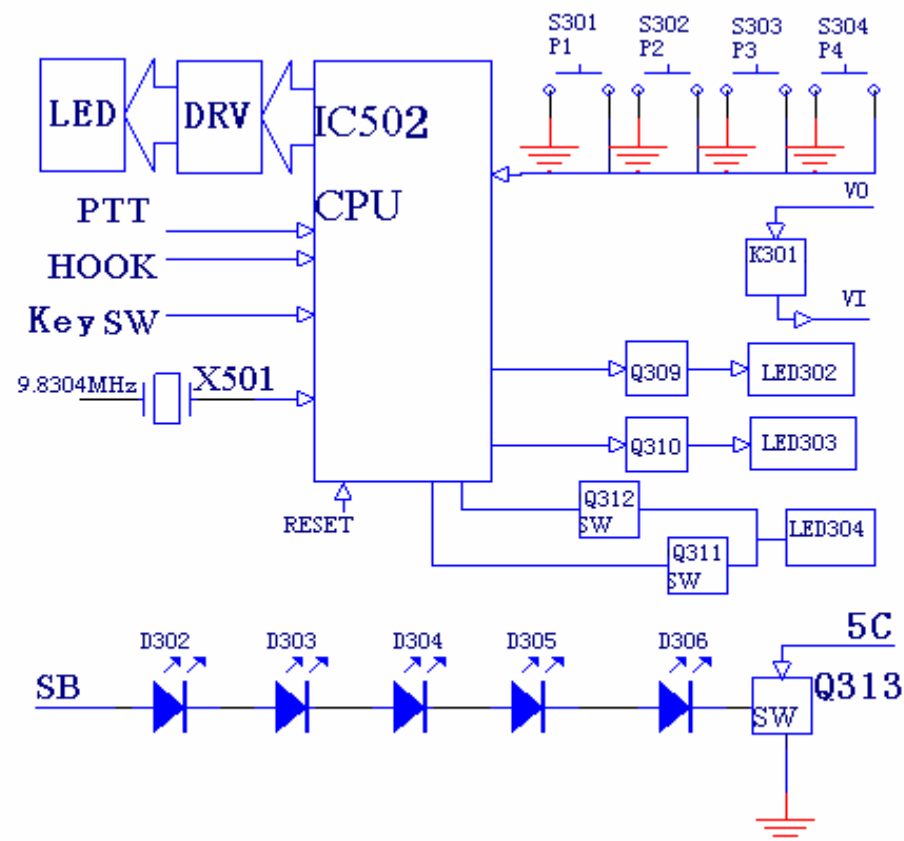 S301 S302 S303 S304
P1 P2 P3 P4
LED DRV IC502
CPU
PTT
HOOK
Key SW
9.8304MHz X501
RESET
VO
K301
VI
Q309 LED302
Q310 LED303
Q312
SW
LED304
Q311
SW
D302 D303 D304 D305 D306
5C
SB
Q313
SW